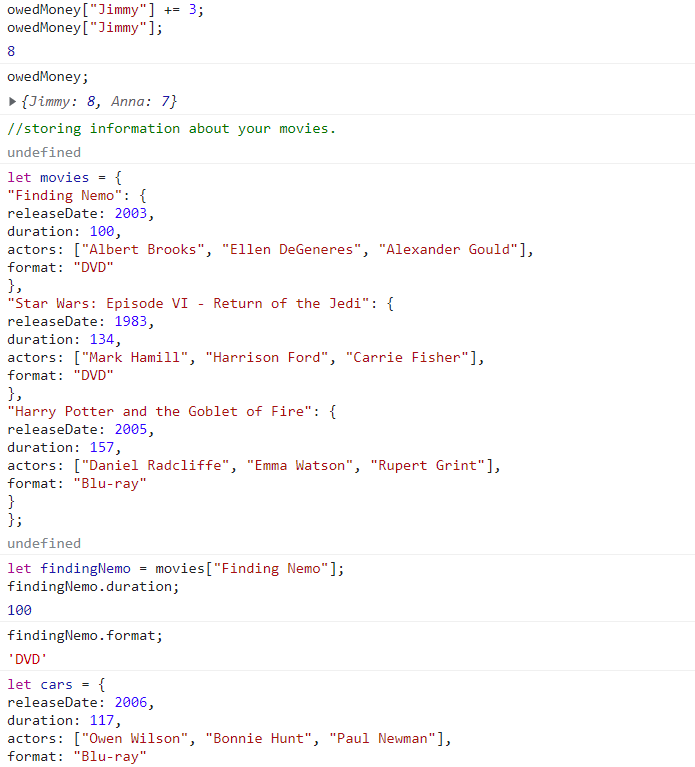 owedMoney["Jimmy"] += 3;
owedMoney["Jimmy"];
8
owedMoney;
▶ {Jimmy: 8, Anna: 7}
//storing information about your movies.
undefined
let movies = {
"Finding Nemo": {
releaseDate: 2003,
duration: 100,
actors: ["Albert Brooks", "Ellen DeGeneres", "Alexander Gould"],
format: "DVD"
},
"Star Wars: Episode VI - Return of the Jedi": {
releaseDate: 1983,
duration: 134,
actors: ["Mark Hamill", "Harrison Ford", "Carrie Fisher"],
format: "DVD"
},
"Harry Potter and the Goblet of Fire": {
releaseDate: 2005,
duration: 157,
actors: ["Daniel Radcliffe", "Emma Watson", "Rupert Grint"],
format: "Blu-ray"
}
};
undefined
let findingNemo = movies["Finding Nemo"];
findingNemo.duration;
100
findingNemo.format;
'DVD'
let cars = {
releaseDate: 2006,
duration: 117,
actors: ["Owen Wilson", "Bonnie Hunt", "Paul Newman"],
format: "Blu-ray"